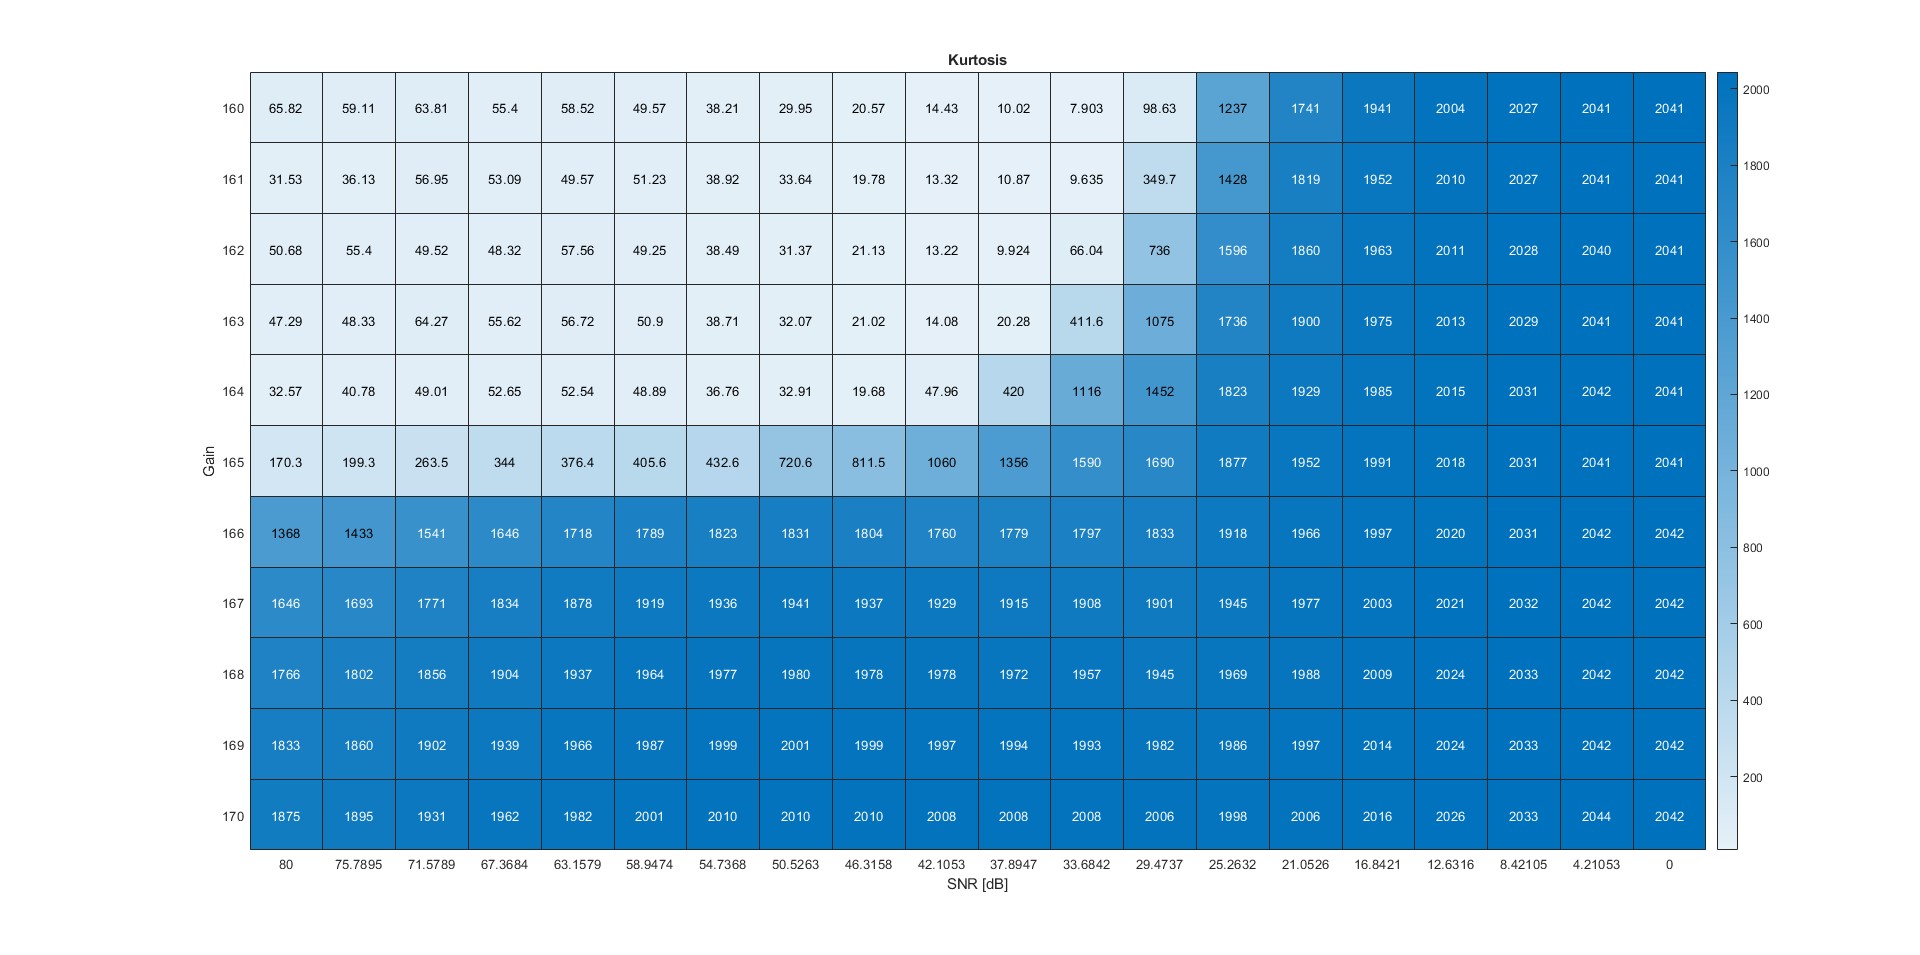 Kurtosis
160 65.82 59.11 63.81 55.4 58.52 49.57 38.21 29.95 20.57 14.43 10.02 7.903 98.63 1237 1741 1941 2004 2027 2041 2041
161 31.53 36.13 56.95 53.09 49.57 51.23 38.92 33.64 19.78 13.32 10.87 9.635 349.7 1428 1819 1952 2010 2027 2041 2041
162 50.68 55.4 49.52 48.32 57.56 49.25 38.49 31.37 21.13 13.22 9.924 66.04 736 1596 1860 1963 2011 2028 2040 2041
163 47.29 48.33 64.27 55.62 56.72 50.9 38.71 32.07 21.02 14.08 20.28 411.6 1075 1736 1900 1975 2013 2029 2041 2041
164 32.57 40.78 49.01 52.65 52.54 48.89 36.76 32.91 19.68 47.96 420 1116 1452 1823 1929 1985 2015 2031 2042 2041
165 170.3 199.3 263.5 344 376.4 405.6 432.6 720.6 811.5 1060 1356 1590 1690 1877 1952 1991 2018 2031 2041 2041
166 1368 1433 1541 1646 1718 1789 1823 1831 1804 1760 1779 1797 1833 1918 1966 1997 2020 2031 2042 2042
167 1646 1693 1771 1834 1878 1919 1936 1941 1937 1929 1915 1908 1901 1945 1977 2003 2021 2032 2042 2042
168 1766 1802 1856 1904 1937 1964 1977 1980 1978 1978 1972 1957 1945 1969 1988 2009 2024 2033 2042 2042
169 1833 1860 1902 1939 1966 1987 1999 2001 1999 1997 1994 1993 1982 1986 1997 2014 2024 2033 2042 2042
170 1875 1895 1931 1962 1982 2001 2010 2010 2010 2008 2008 2008 2006 1998 2006 2016 2026 2033 2044 2042
80 75.7895 71.5789 67.3684 63.1579 58.9474 54.7368 50.5263 46.3158 42.1053 37.8947 33.6842 29.4737 25.2632 21.0526 16.8421 12.6316 8.42105 4.21053 0
SNR [dB]
Gain
2000
1800
1600
1400
1200
1000
800
600
400
200